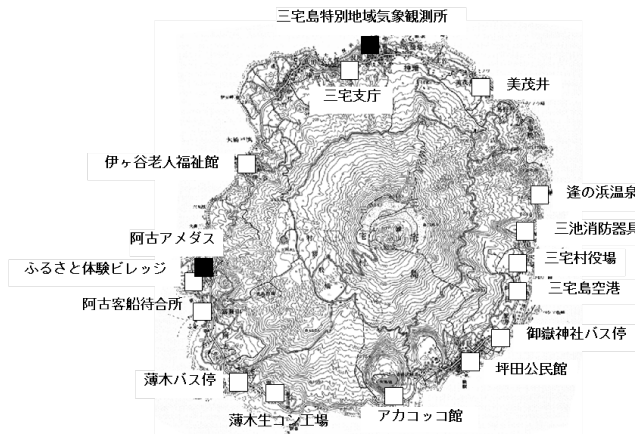 三宅島特別地域気象観測所
三宅支庁
美茂井
伊ヶ谷老人福祉館
逢の浜温泉
阿古アメダス
三池消防器具
ふるさと体験ビレッジ
三宅村役場
三宅島空港
阿古客船待合所
御嶽神社バス停
坪田公民館
薄木バス停
薄木生コン工場
アカコッコ館